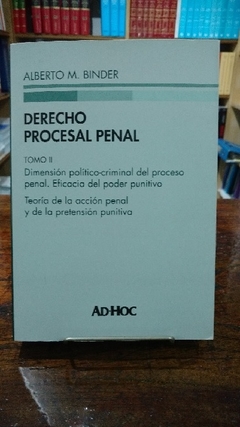 ALBERTO M. BINDER
DERECHO
PROCESAL PENAL
TOMO II
Dimensión político-criminal del proceso
penal. Eficacia del poder punitivo
Teoría de la acción penal
y de la pretensión punitiva
AD-HOC